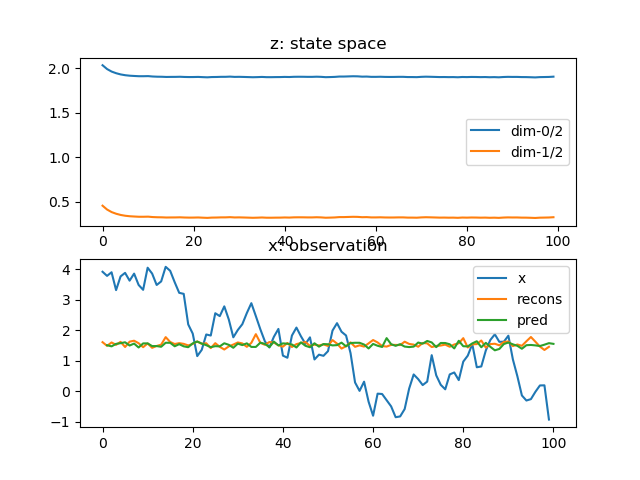 z: state space
2.0
1.5
1.0
0.5
dim-0/2
dim-1/2
0 20 40 60 80 100
x: observation
4
3
2
1
0
−1
x
recons
pred
0 20 40 60 80 100